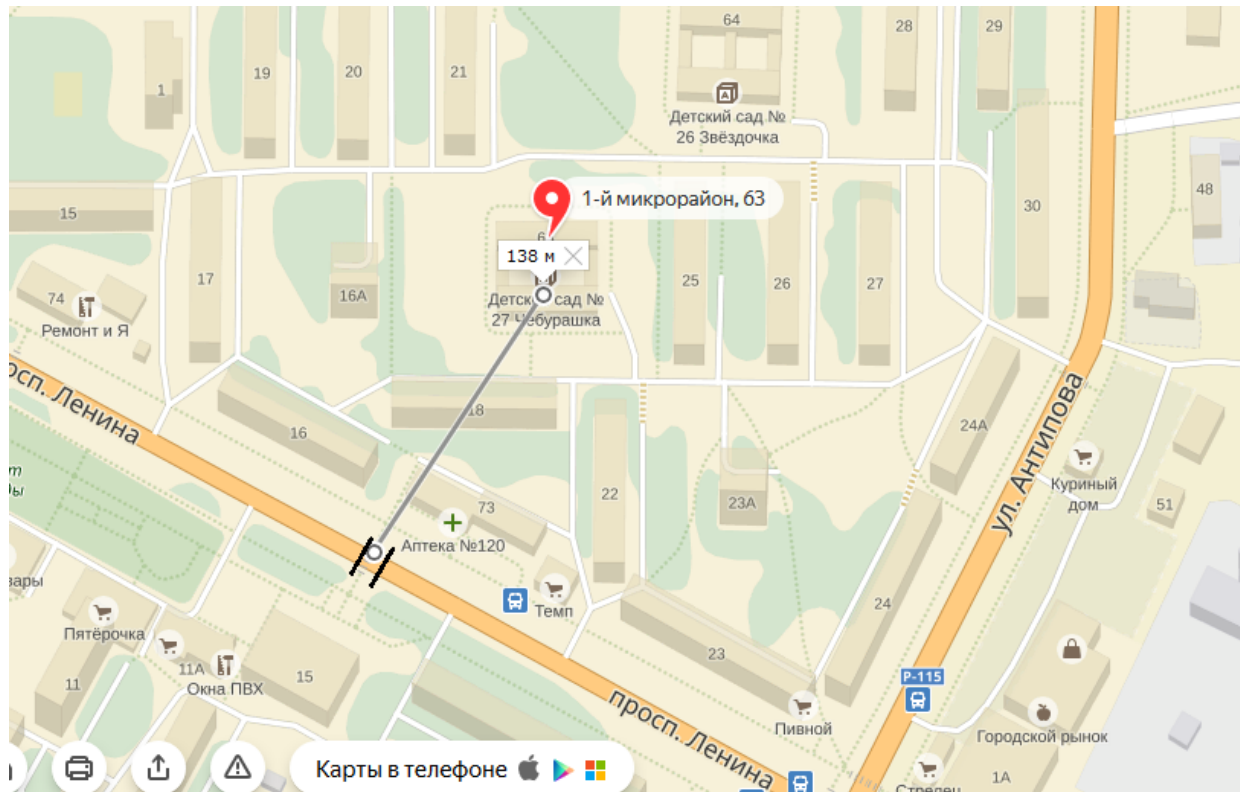 64
28
29
19
20
21
1
Детский сад №
26 Звёздочка
1-й микрорайон, 63
48
15
30
138 м
17
16А
25
26
27
74
Ремонт и Я
Детский сад №
27 Чебурашка
просп. Ленина
16
18
24А
ул. Антипова
Куриный
дом
22
23А
51
73
Аптека №120
Темп
24
Пятёрочка
11А
Окна ПВХ
11
15
23
Р-115
просп. Ленина
Пивной
Городской рынок
Карты в телефоне
Стрелец
1А